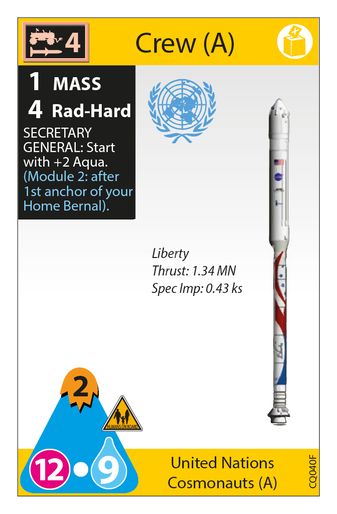 4
Crew (A)
1 MASS
4 Rad-Hard
SECRETARY
GENERAL: Start
with +2 Aqua.
(Module 2: after
1st anchor of your
Home Bernal).
Liberty
Thrust: 1.34 MN
Spec Imp: 0.43 ks
2
12 • 9
United Nations
Cosmonauts (A)
CQ040F